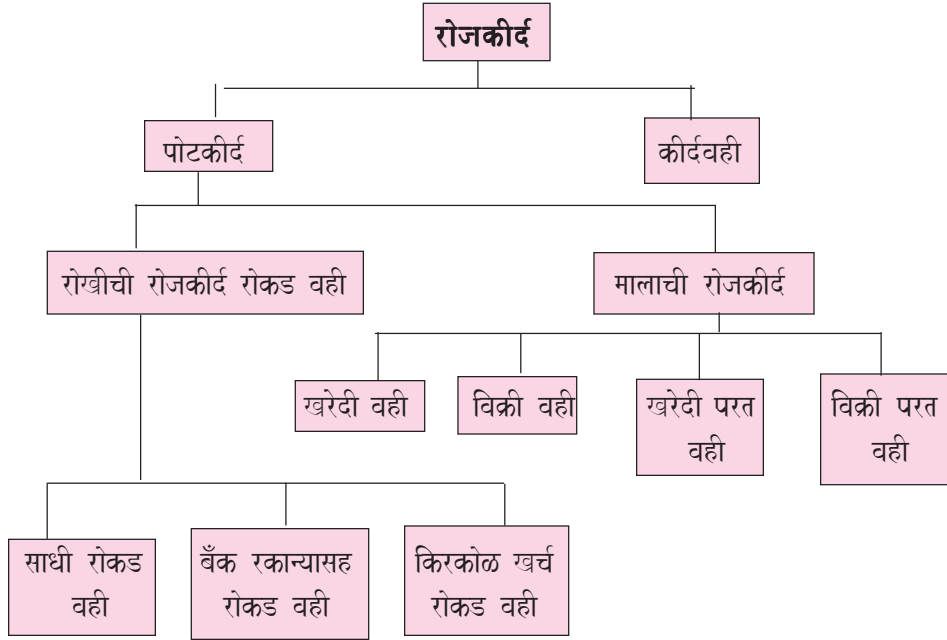 रोजकीर्द
पोटकीर्द
कीर्दवही
रोखीची रोजकीर्द रोकड वही
मालाची रोजकीर्द
खरेदी वही
विक्री वही
खरेदी परत
वही
विक्री परत
वही
साधी रोकड
वही
बँक रकान्यासह
रोकड वही
किरकोळ खर्च
रोकड वही